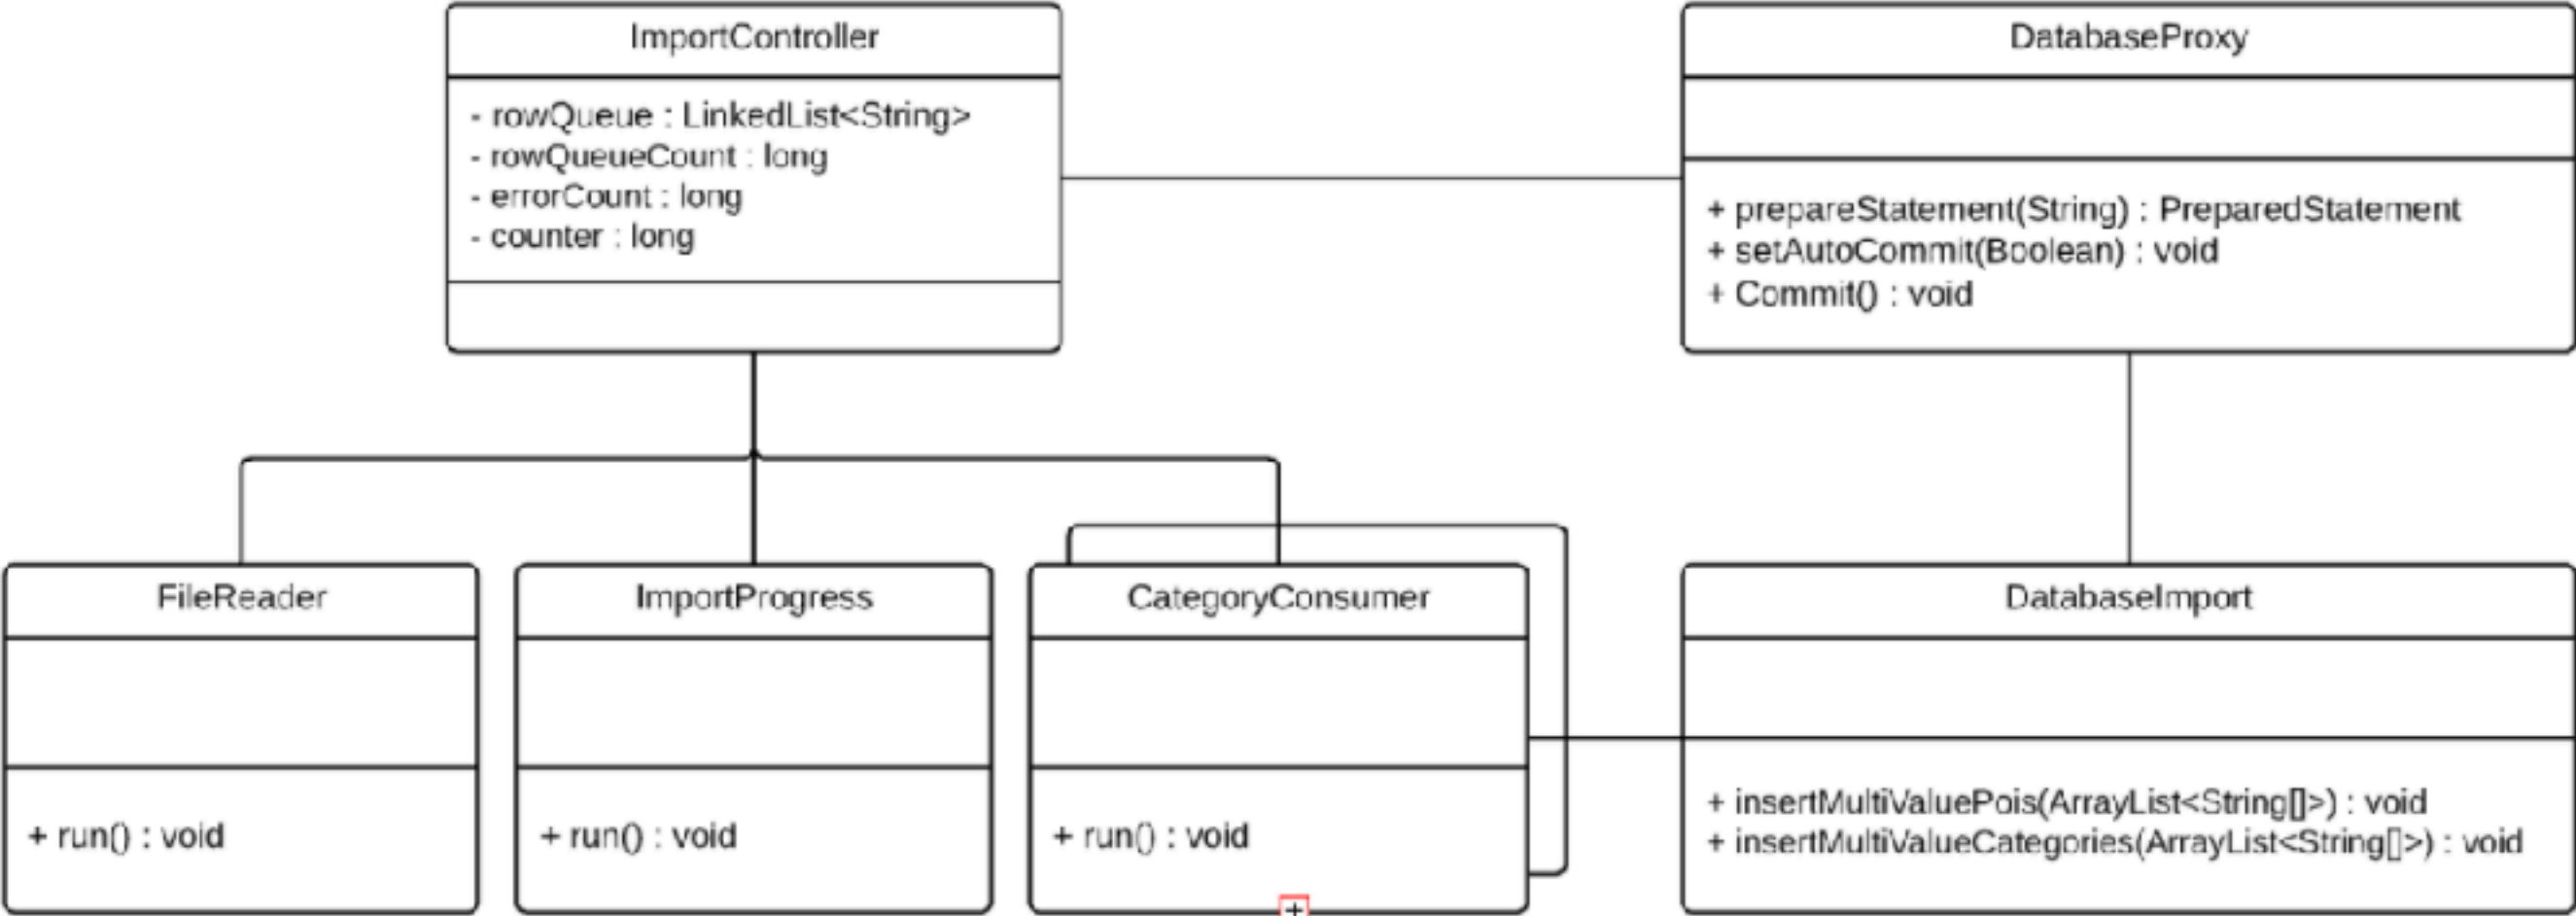 ImportController
- rowQueue : LinkedList<String>
- rowQueueCount : long
- errorCount : long
- counter : long
DatabaseProxy
+ prepareStatement(String) : PreparedStatement
+ setAutoCommit(Boolean) : void
+ Commit() : void
FileReader
+ run() : void
ImportProgress
+ run() : void
CategoryConsumer
+ run() : void
+
DatabaseImport
+ insertMultiValuePois(ArrayList<String[]>) : void
+ insertMultiValueCategories(ArrayList<String[]>) : void